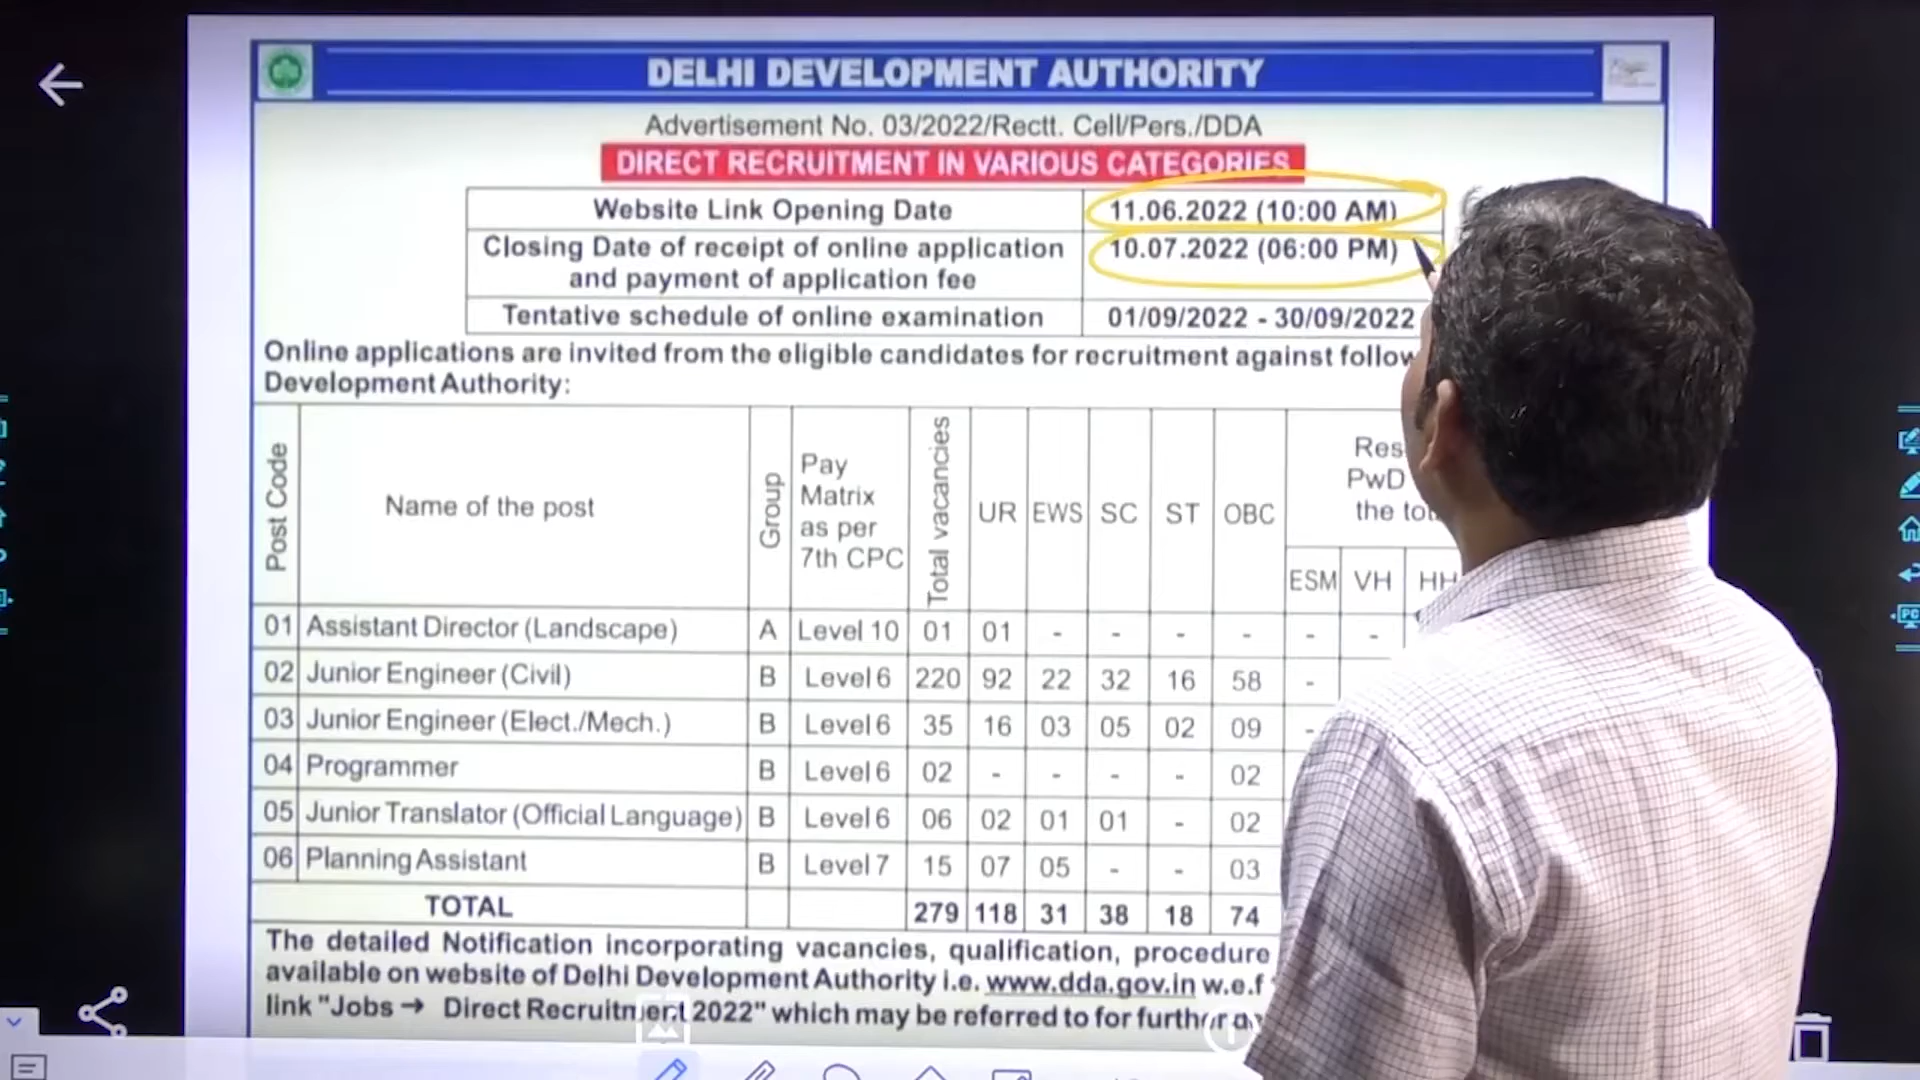 DELHI DEVELOPMENT AUTHORITY
Advertisement No. 03/2022/Rectt. Cell/Pers./DDA
DIRECT RECRUITMENT IN VARIOUS CATEGORIES
Website Link Opening Date 11.06.2022 (10:00 AM)
Closing Date of receipt of online application and payment of application fee 10.07.2022 (06:00 PM)
Tentative schedule of online examination 01/09/2022 - 30/09/2022
Online applications are invited from the eligible candidates for recruitment against
Development Authority:
Post Code Name of the post Group Pay Matrix as per 7th CPC Total vacancies UR EWS SC ST OBC
PwD
the
ESM VH HH
01 Assistant Director (Landscape) A Level 10 01 01 - - - - - -
02 Junior Engineer (Civil) B Level 6 220 92 22 32 16 58 -
03 Junior Engineer (Elect./Mech.) B Level 6 35 16 03 05 02 09 -
04 Programmer B Level 6 02 - - - - 02
05 Junior Translator (Official Language) B Level 6 06 02 01 01 - 02
06 Planning Assistant B Level 7 15 07 05 - - 03
TOTAL 279 118 31 38 18 74
The detailed Notification incorporating vacancies, qualification, procedure
available on website of Delhi Development Authority i.e. www.dda.gov.in w.e.f
link "Jobs → Direct Recruitment 2022" which may be referred to for further
PC